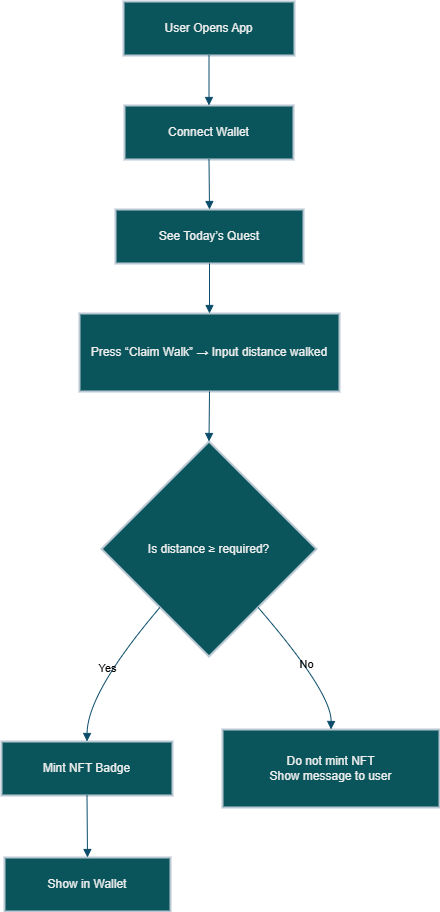 User Opens App
Connect Wallet
See Today’s Quest
Press “Claim Walk” → Input distance walked
Is distance ≥ required?
Yes
No
Mint NFT Badge
Do not mint NFT
Show message to user
Show in Wallet